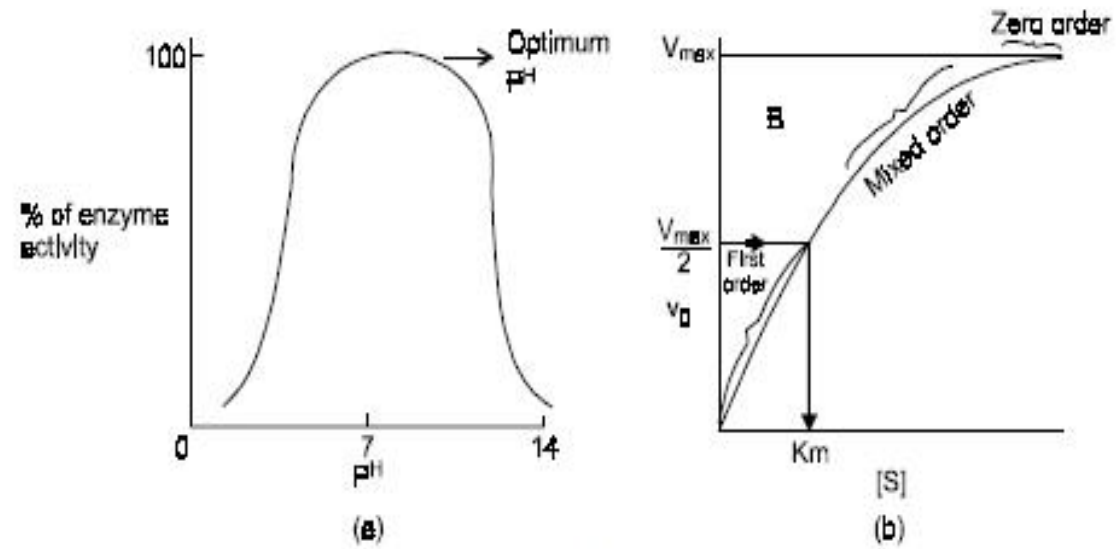 100
Optimum
PH
% of enzyme
activity
0
7
14
PH
(a)
Zero order
Vmax
E
Mixed order
Vmax
2
First
order
v0
Km
[S]
(b)